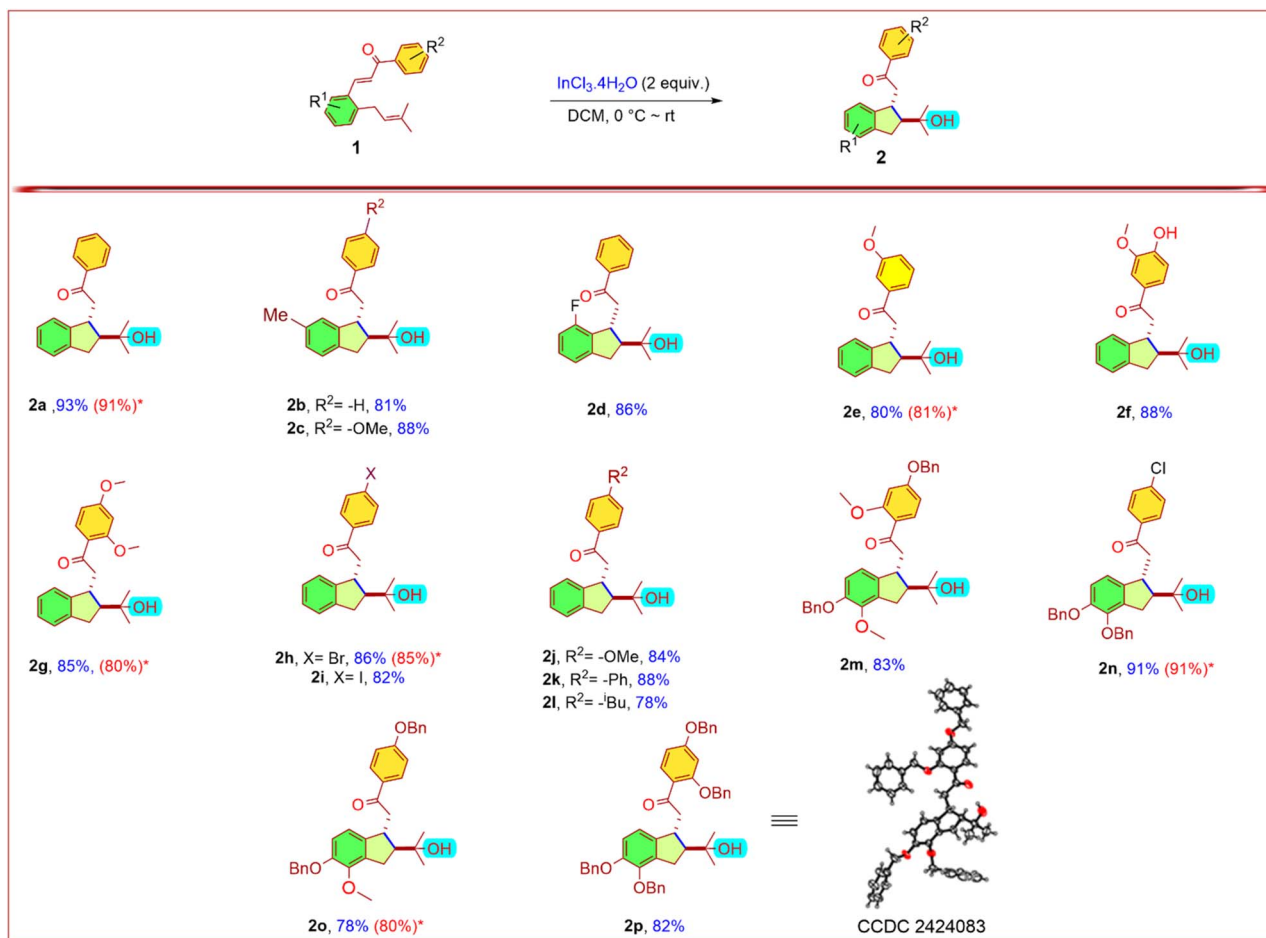 R²
O
R¹
1
InCl₃.4H₂O (2 equiv.)
DCM, 0 °C ~ rt
R²
O
OH
R¹
2
O
OH
2a ,93% (91%)*
R²
O
Me
OH
2b, R²= -H, 81%
2c, R²= -OMe, 88%
O
F
OH
2d, 86%
O
O
OH
2e, 80% (81%)*
OH
O
O
OH
2f, 88%
O
O
O
OH
2g, 85%, (80%)*
X
O
OH
2h, X= Br, 86% (85%)*
2i, X= I, 82%
R²
O
OH
2j, R²= -OMe, 84%
2k, R²= -Ph, 88%
2l, R²= -ⁱBu, 78%
OBn
O
O
OH
BnO
O
2m, 83%
Cl
O
OH
BnO
OBn
2n, 91% (91%)*
OBn
O
OH
BnO
O
2o, 78% (80%)*
OBn
O
OBn
OH
BnO
OBn
2p, 82%
CCDC 2424083